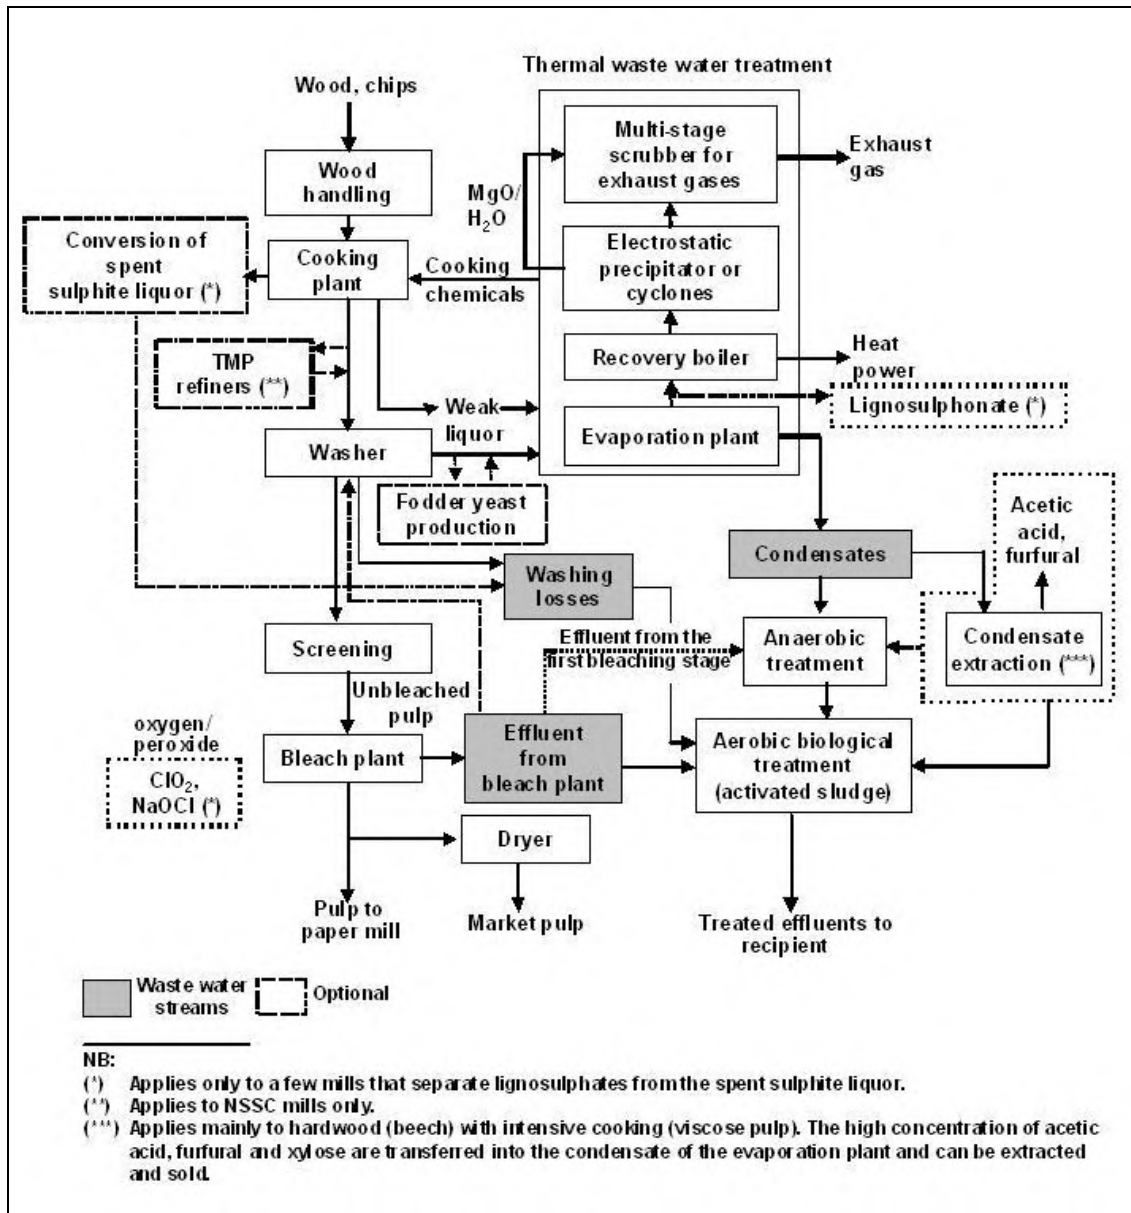 Thermal waste water treatment
Wood, chips
Multi-stage
scrubber for
exhaust gases
Exhaust
gas
Wood
handling
MgO/
H2O
Conversion of
spent
sulphite liquor (*)
Cooking
plant
Cooking
chemicals
Electrostatic
precipitator or
cyclones
TMP
refiners (**)
Recovery boiler
Heat
power
Lignosulphonate (*)
Weak
liquor
Washer
Evaporation plant
Fodder yeast
production
Acetic
acid,
furfural
Condensates
Washing
losses
Screening
Effluent from the
first bleaching stage
Anaerobic
treatment
Condensate
extraction (***)
Unbleached
pulp
oxygen/
peroxide
ClO2,
NaOCl (*)
Bleach plant
Effluent
from
bleach plant
Aerobic biological
treatment
(activated sludge)
Dryer
Pulp to
paper mill
Market pulp
Treated effluents to
recipient
Waste water
streams
Optional
NB:
(*) Applies only to a few mills that separate lignosulphates from the spent sulphite liquor.
(**) Applies to NSSC mills only.
(***) Applies mainly to hardwood (beech) with intensive cooking (viscose pulp). The high concentration of acetic
acid, furfural and xylose are transferred into the condensate of the evaporation plant and can be extracted
and sold.